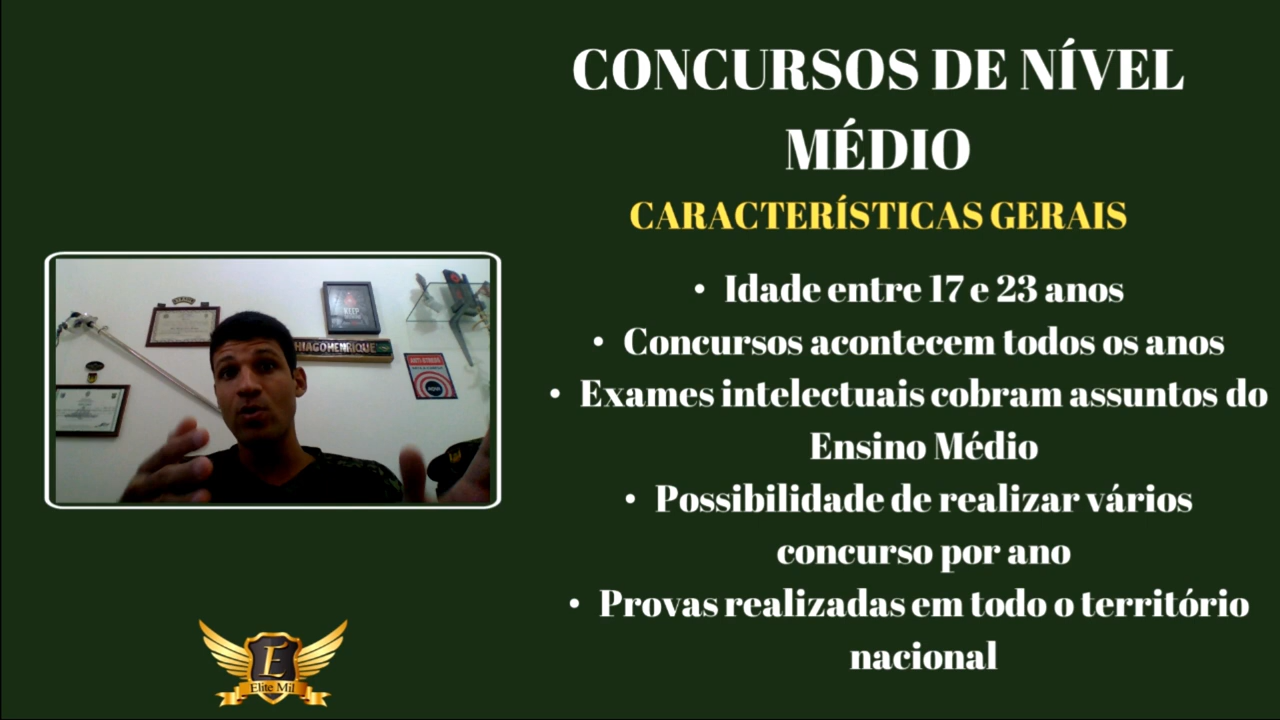 CONCURSOS DE NÍVEL
MÉDIO
CARACTERÍSTICAS GERAIS
• Idade entre 17 e 23 anos
• Concursos acontecem todos os anos
• Exames intelectuais cobram assuntos do
Ensino Médio
• Possibilidade de realizar vários
concurso por ano
• Provas realizadas em todo o território
nacional
HIAGOHENRIQUE
KEEP
E
Elite Mil